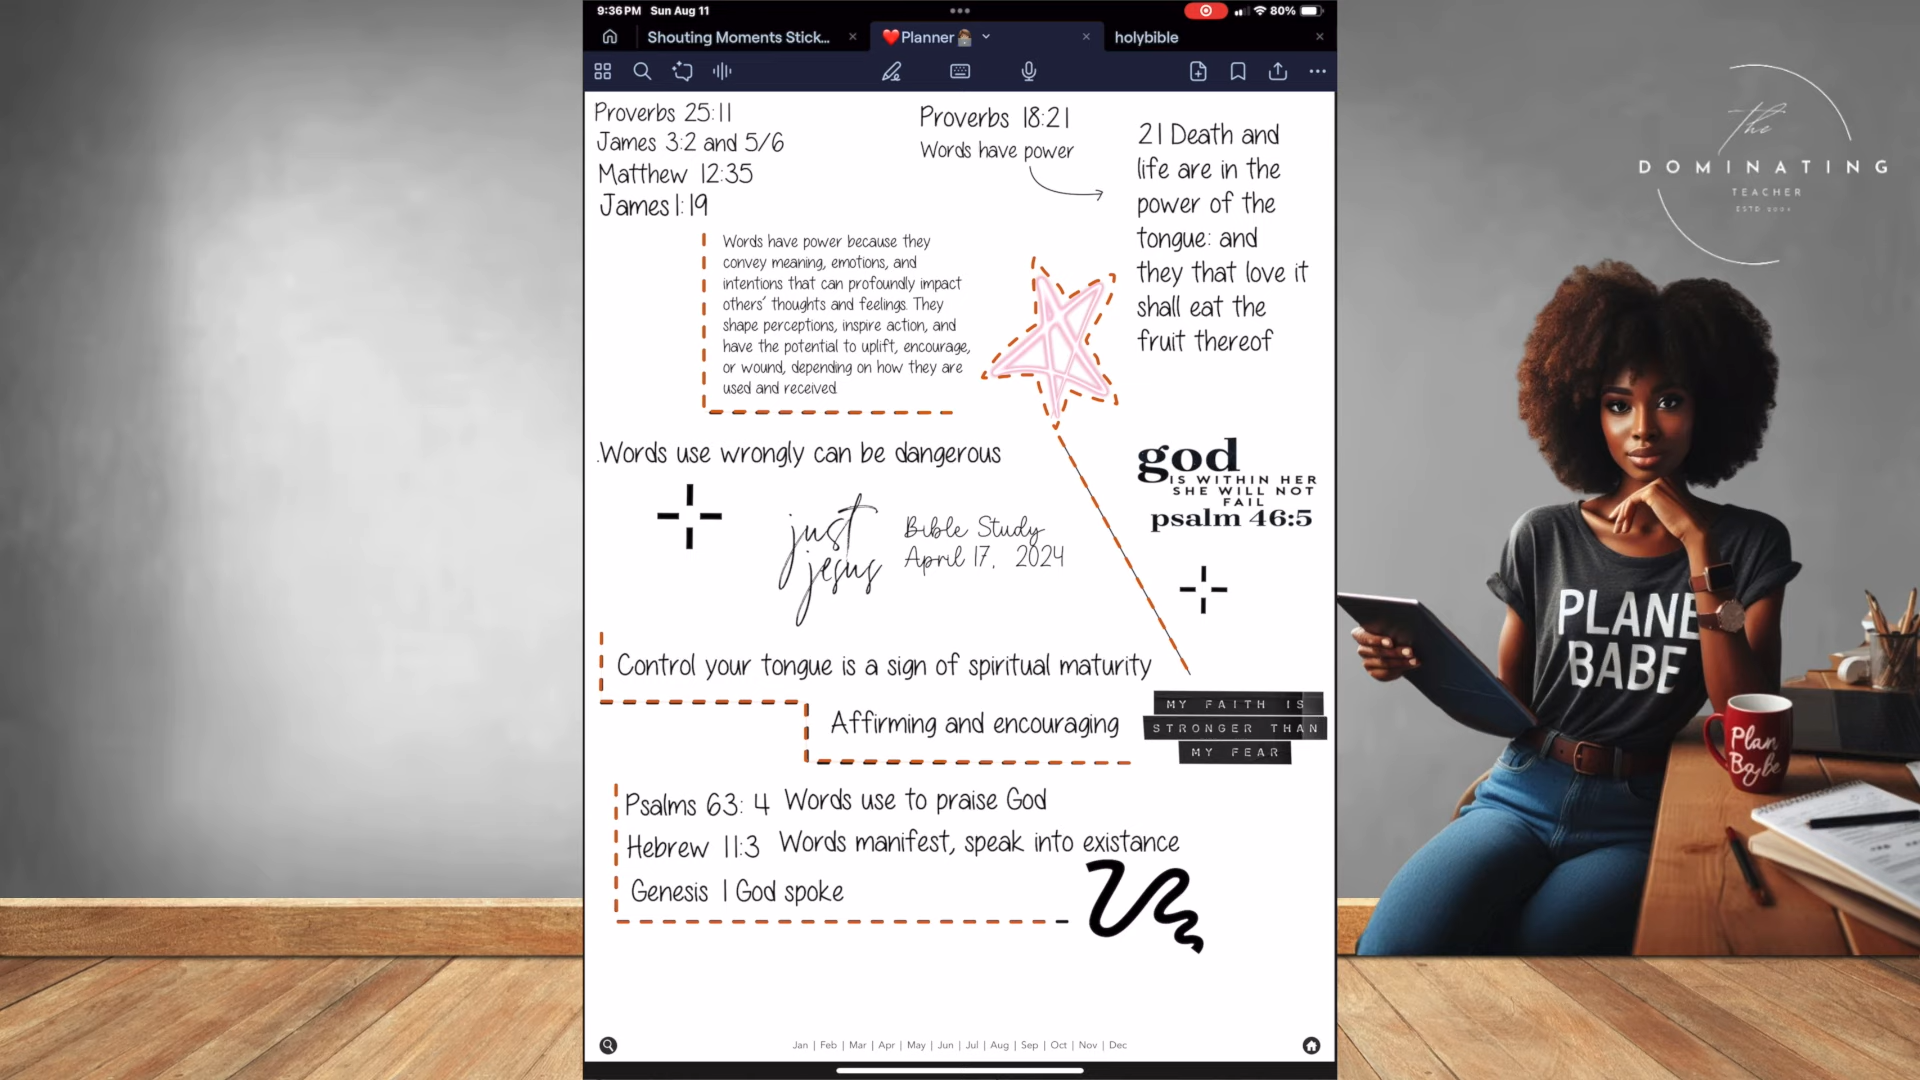 9:36 PM Sun Aug 11
80%
Shouting Moments Stick...
❤️Planner
holybible
Proverbs 25:11
James 3:2 and 5/6
Matthew 12:35
James 1:19
Proverbs 18:21
Words have power
21 Death and
life are in the
power of the
tongue: and
they that love it
shall eat the
fruit thereof
Words have power because they
convey meaning, emotions, and
intentions that can profoundly impact
others' thoughts and feelings. They
shape perceptions, inspire action, and
have the potential to uplift, encourage,
or wound, depending on how they are
used and received.
.Words use wrongly can be dangerous
god
IS WITHIN HER
SHE WILL NOT
FAIL
psalm 46:5
just
jesus
Bible Study
April 17, 2024
Control your tongue is a sign of spiritual maturity
Affirming and encouraging
MY FAITH IS
STRONGER THAN
MY FEAR
Psalms 63: 4 Words use to praise God
Hebrew 11:3 Words manifest, speak into existance
Genesis 1 God spoke
Jan | Feb | Mar | Apr | May | Jun | Jul | Aug | Sep | Oct | Nov | Dec
the
DOMINATING
TEACHER
PLANE
BABE
Plan
Babe